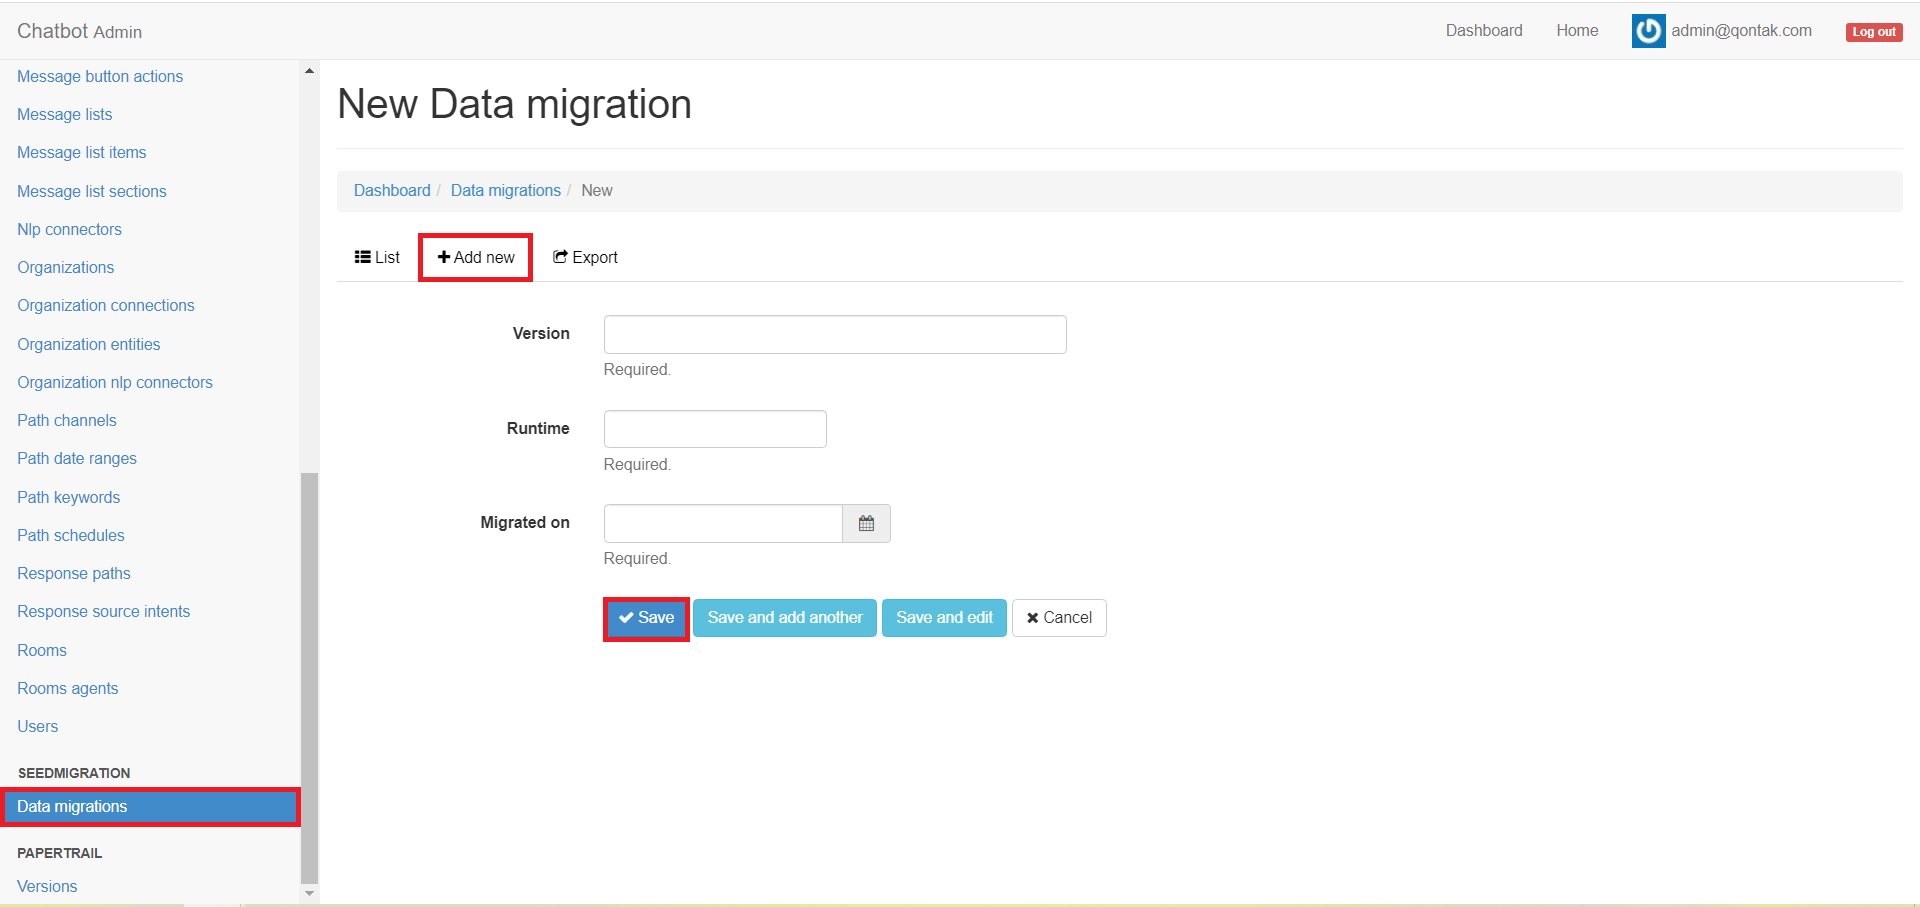 Chatbot Admin
Dashboard
Home
admin@qontak.com
Log out
Message button actions
Message lists
Message list items
Message list sections
Nlp connectors
Organizations
Organization connections
Organization entities
Organization nlp connectors
Path channels
Path date ranges
Path keywords
Path schedules
Response paths
Response source intents
Rooms
Rooms agents
Users
SEEDMIGRATION
Data migrations
PAPERTRAIL
Versions
New Data migration
Dashboard / Data migrations / New
List
Add new
Export
Version
Required.
Runtime
Required.
Migrated on
Required.
Save
Save and add another
Save and edit
Cancel